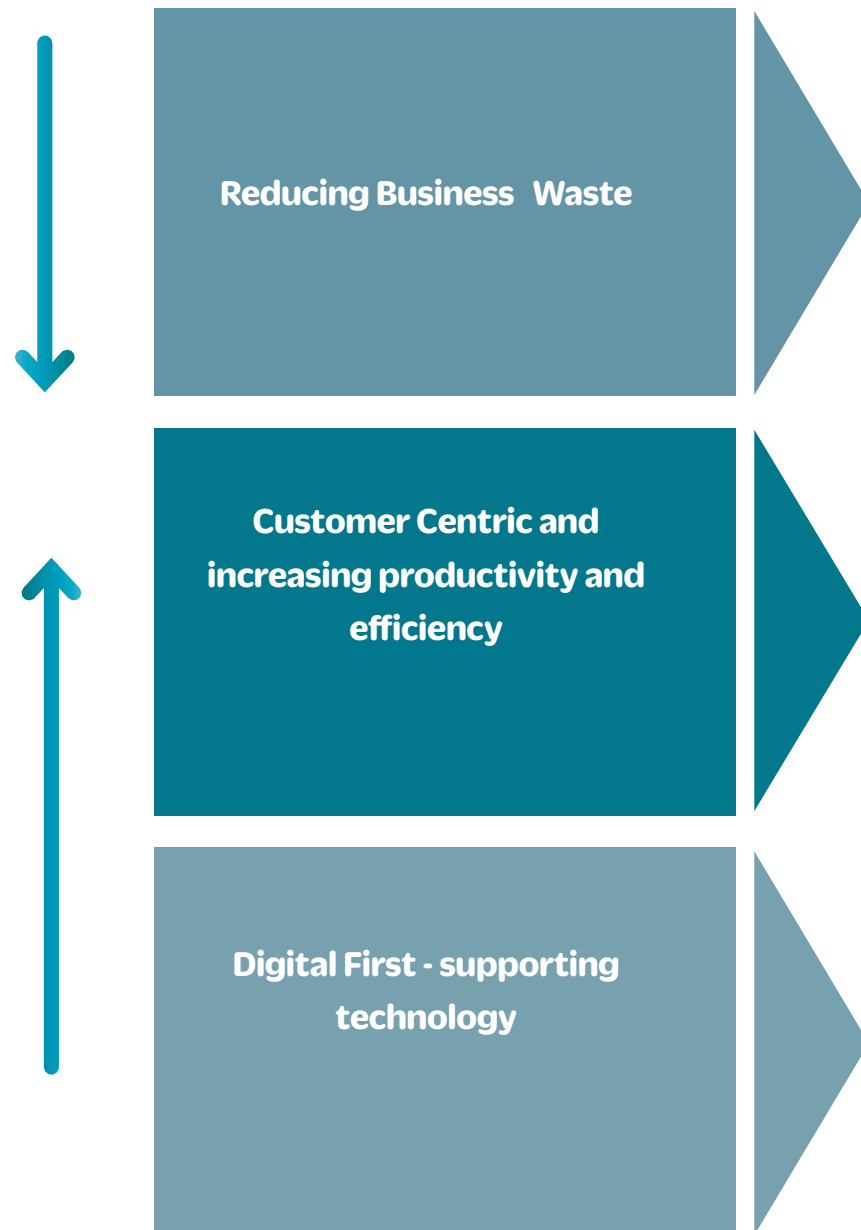 Reducing Business Waste
Customer Centric and
increasing productivity and
efficiency
Digital First - supporting
technology